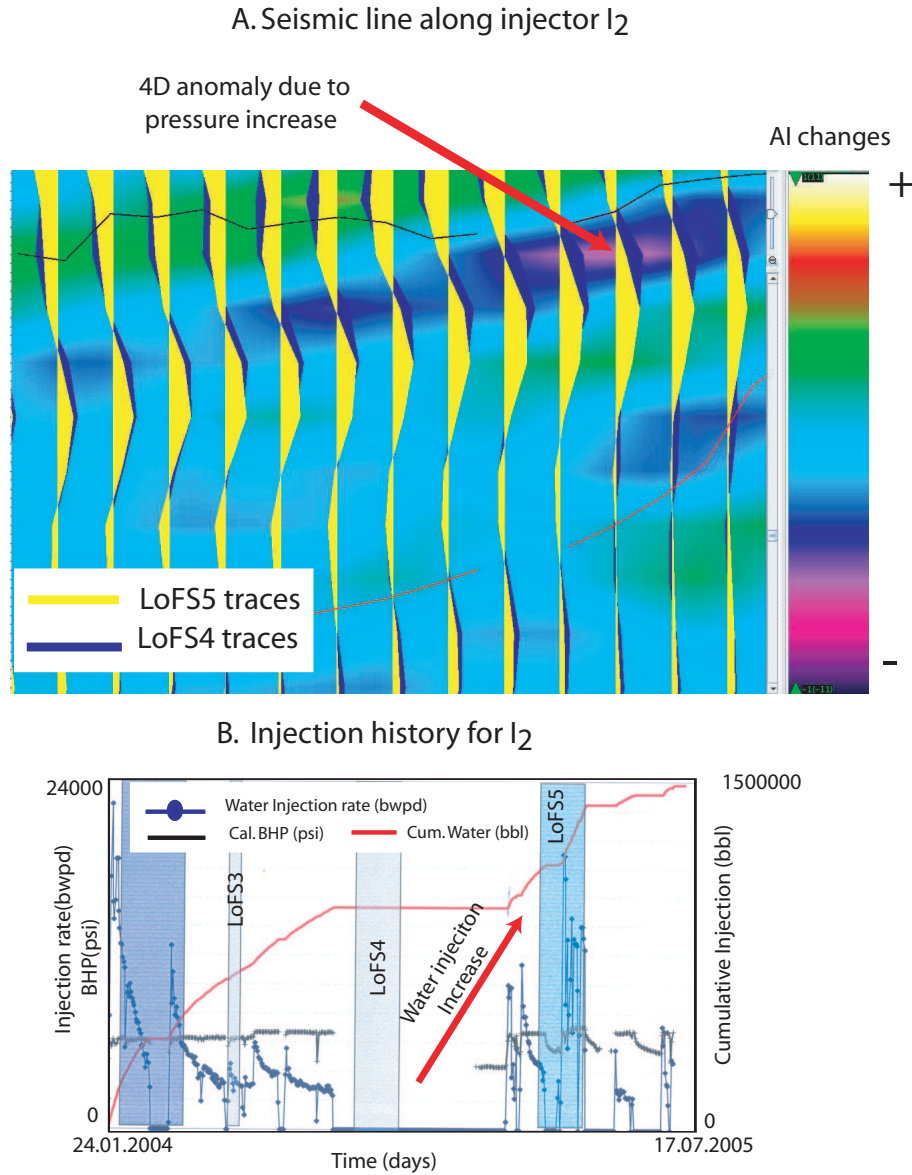 A. Seismic line along injector I2
4D anomaly due to
pressure increase
AI changes
+
-
LoFS5 traces
LoFS4 traces
B. Injection history for I2
24000
1500000
Water Injection rate (bwpd)
Cal. BHP (psi)
Cum. Water (bbl)
LoFS3
LoFS4
LoFS5
Water injeciton
Increase
Injection rate(bwpd)
BHP(psi)
Cumulative Injection (bbl)
0
0
24.01.2004
17.07.2005
Time (days)